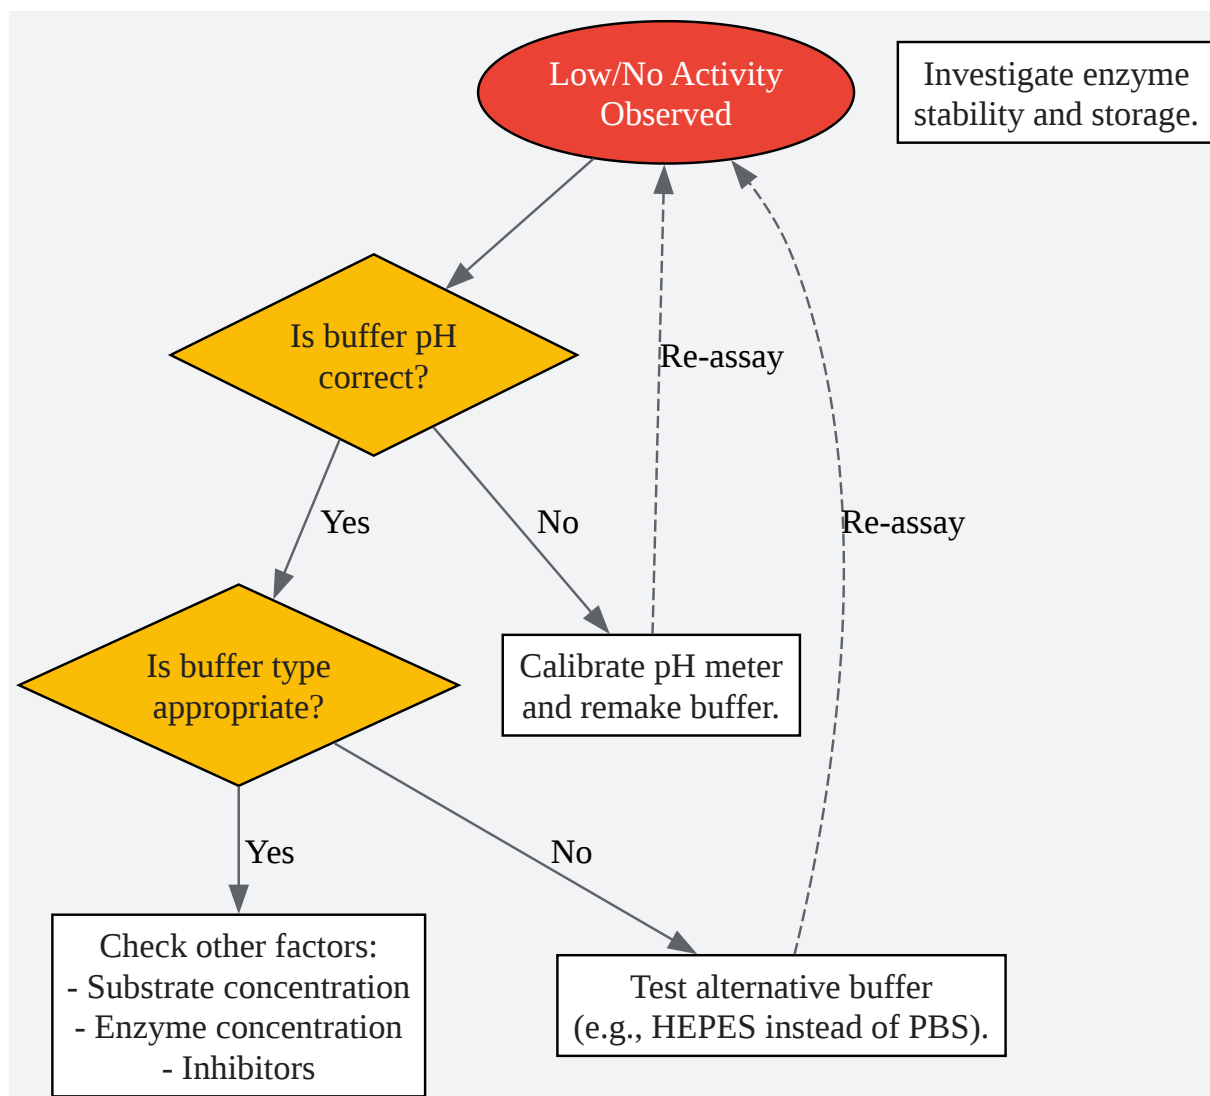 Low/No Activity
Observed
Investigate enzyme
stability and storage.
Is buffer pH
correct?
Re-assay
Yes
No
Re-assay
Is buffer type
appropriate?
Calibrate pH meter
and remake buffer.
Yes
No
Check other factors:
- Substrate concentration
- Enzyme concentration
- Inhibitors
Test alternative buffer
(e.g., HEPES instead of PBS).